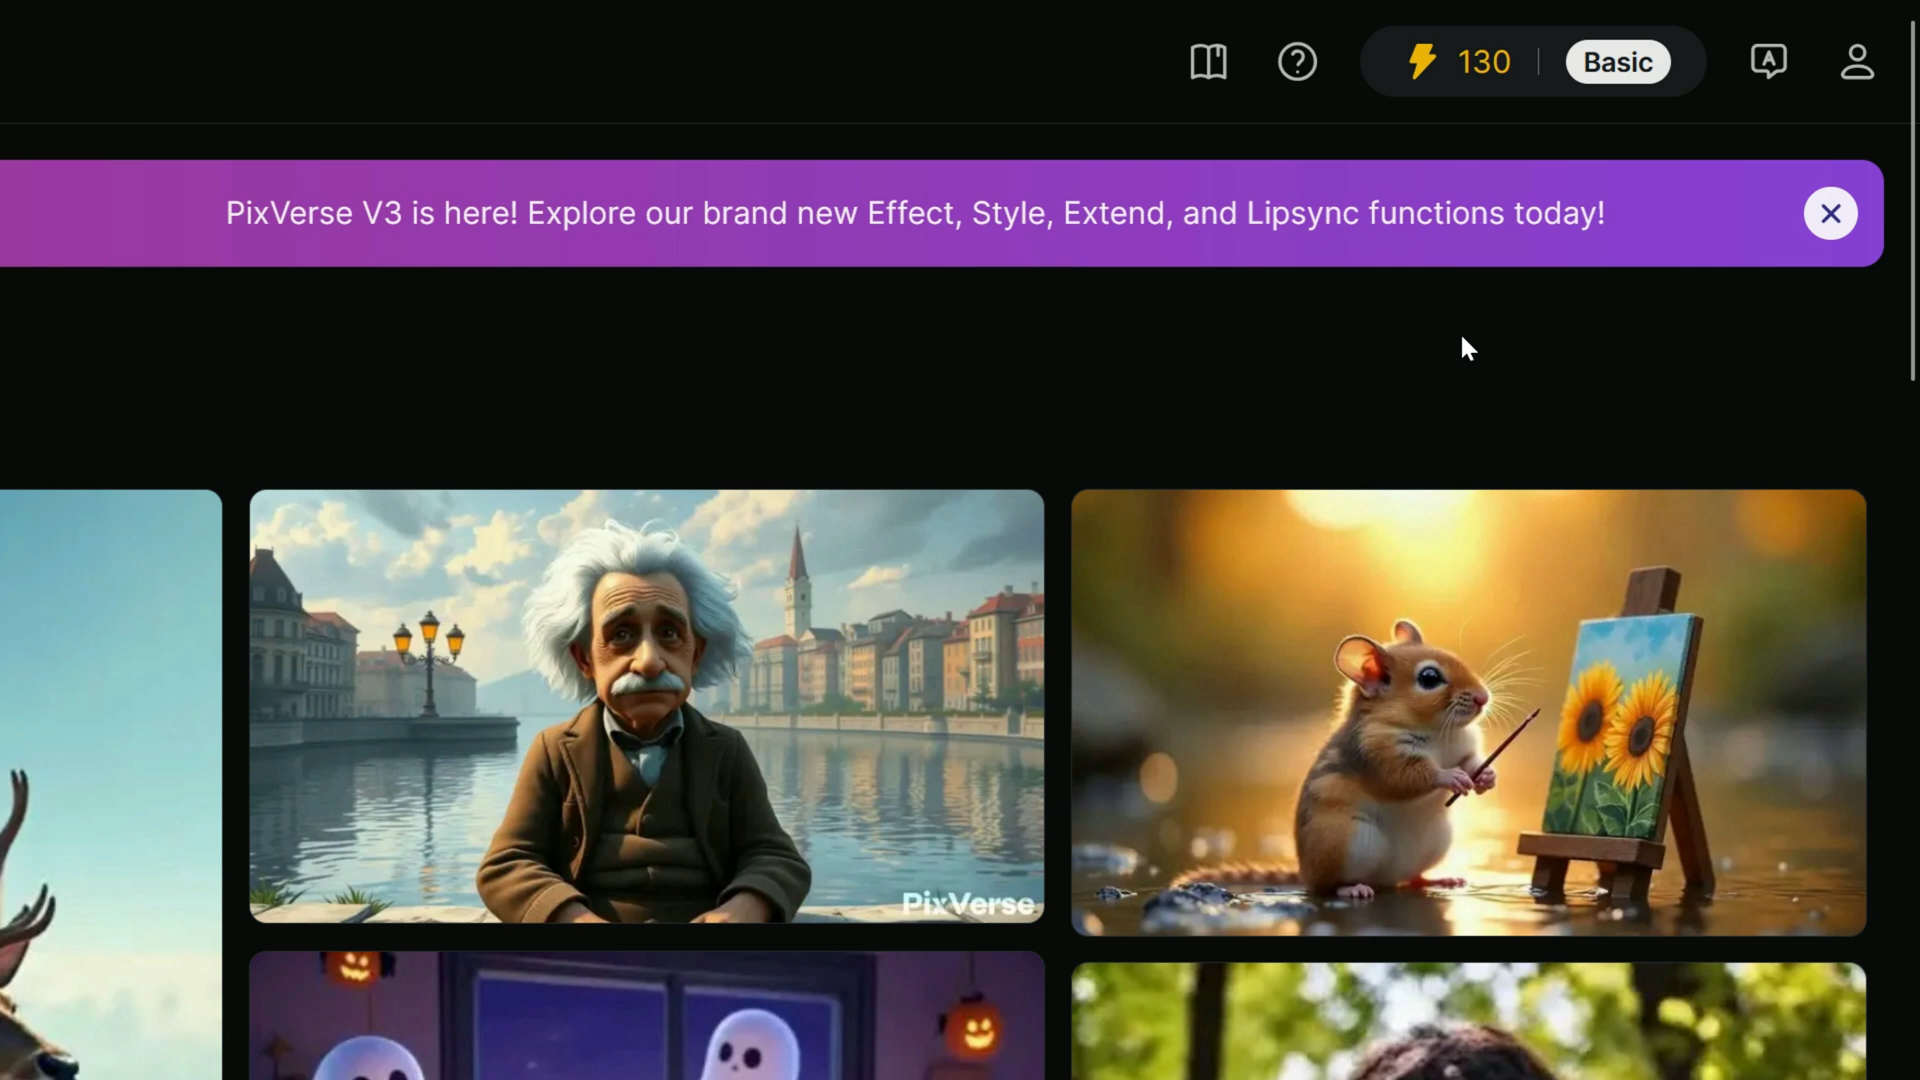 130
Basic
PixVerse V3 is here! Explore our brand new Effect, Style, Extend, and Lipsync functions today!
PixVerse